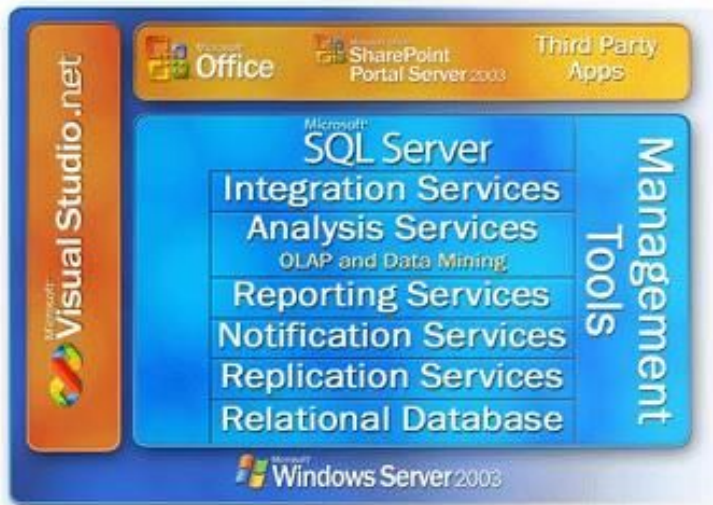 Microsoft
Visual Studio.net
Microsoft
Office
Microsoft Office
SharePoint
Portal Server 2003
Third Party
Apps
Microsoft
SQL Server
Integration Services
Analysis Services
OLAP and Data Mining
Reporting Services
Notification Services
Replication Services
Relational Database
Management
Tools
Microsoft
Windows Server 2003